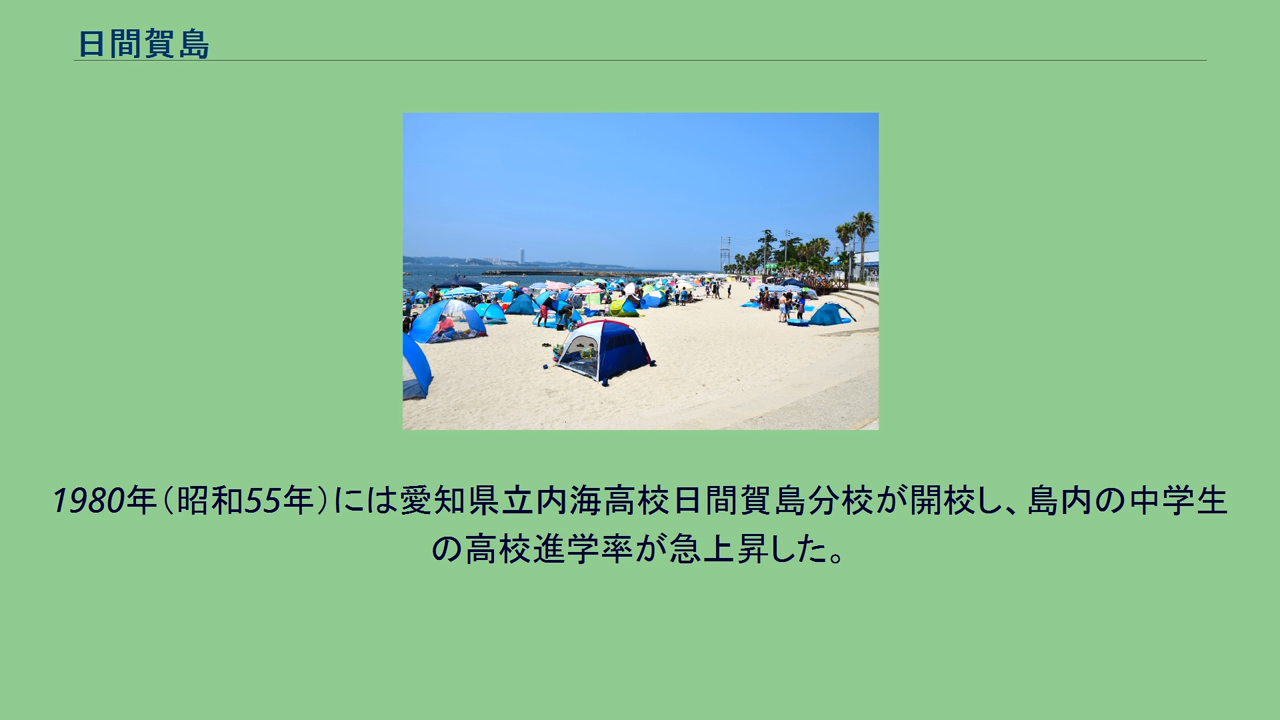 日間賀島
1980年（昭和55年）には愛知県立内海高校日間賀島分校が開校し、島内の中学生
の高校進学率が急上昇した。